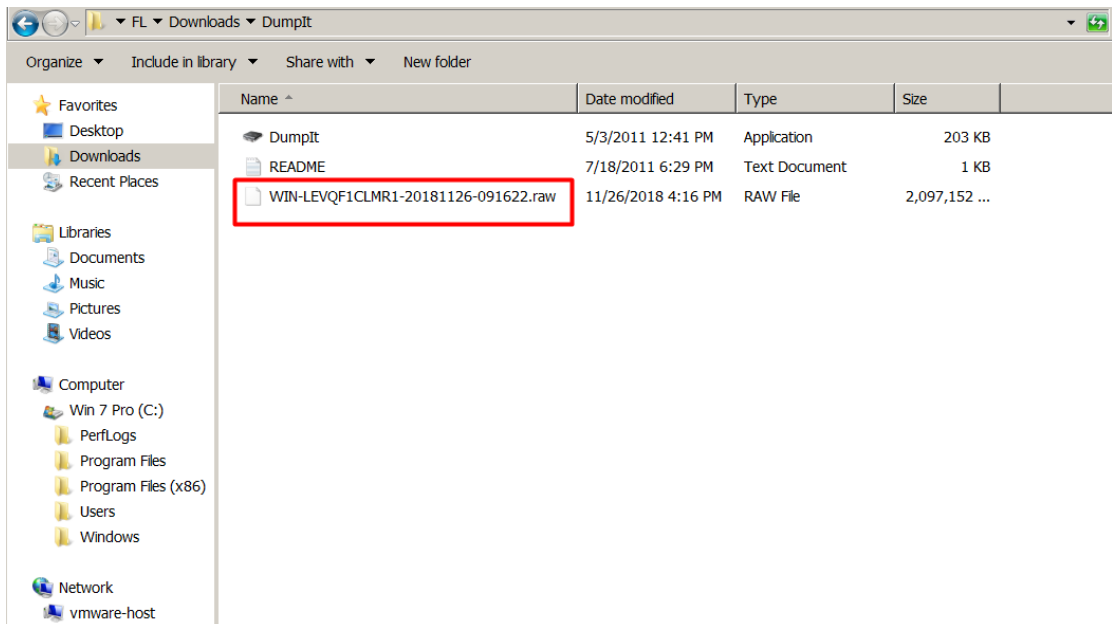 FL Downloads DumpIt
Organize Include in library Share with New folder
Favorites
Desktop
Downloads
Recent Places
Libraries
Documents
Music
Pictures
Videos
Computer
Win 7 Pro (C:)
PerfLogs
Program Files
Program Files (x86)
Users
Windows
Network
vmware-host
Name Date modified Type Size
DumpIt 5/3/2011 12:41 PM Application 203 KB
README 7/18/2011 6:29 PM Text Document 1 KB
WIN-LEVQF1CLMR1-20181126-091622.raw 11/26/2018 4:16 PM RAW File 2,097,152 ...